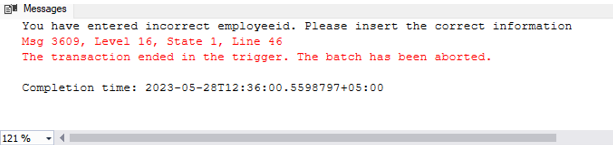 Messages
You have entered incorrect employeeid. Please insert the correct information
Msg 3609, Level 16, State 1, Line 46
The transaction ended in the trigger. The batch has been aborted.
Completion time: 2023-05-28T12:36:00.5598797+05:00
121 %